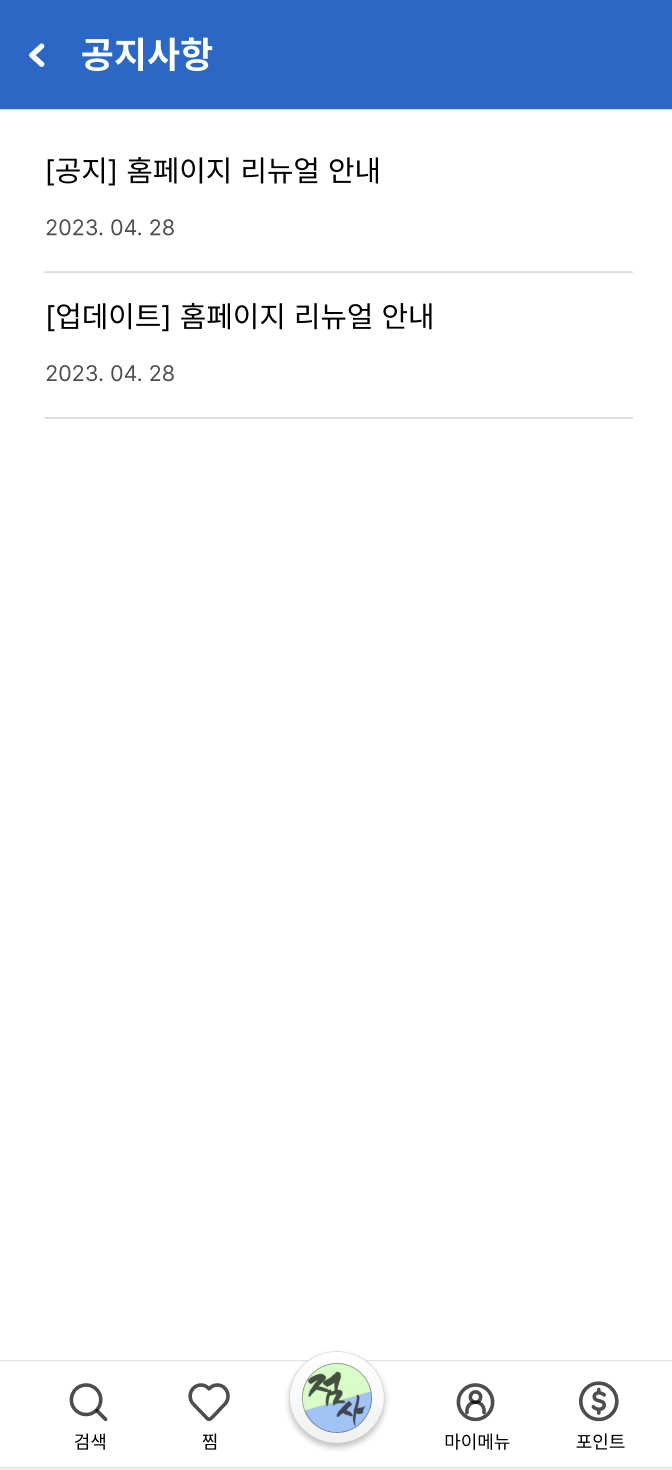 공지사항
[공지] 홈페이지 리뉴얼 안내
2023. 04. 28
[업데이트] 홈페이지 리뉴얼 안내
2023. 04. 28
점사
검색
찜
마이메뉴
포인트